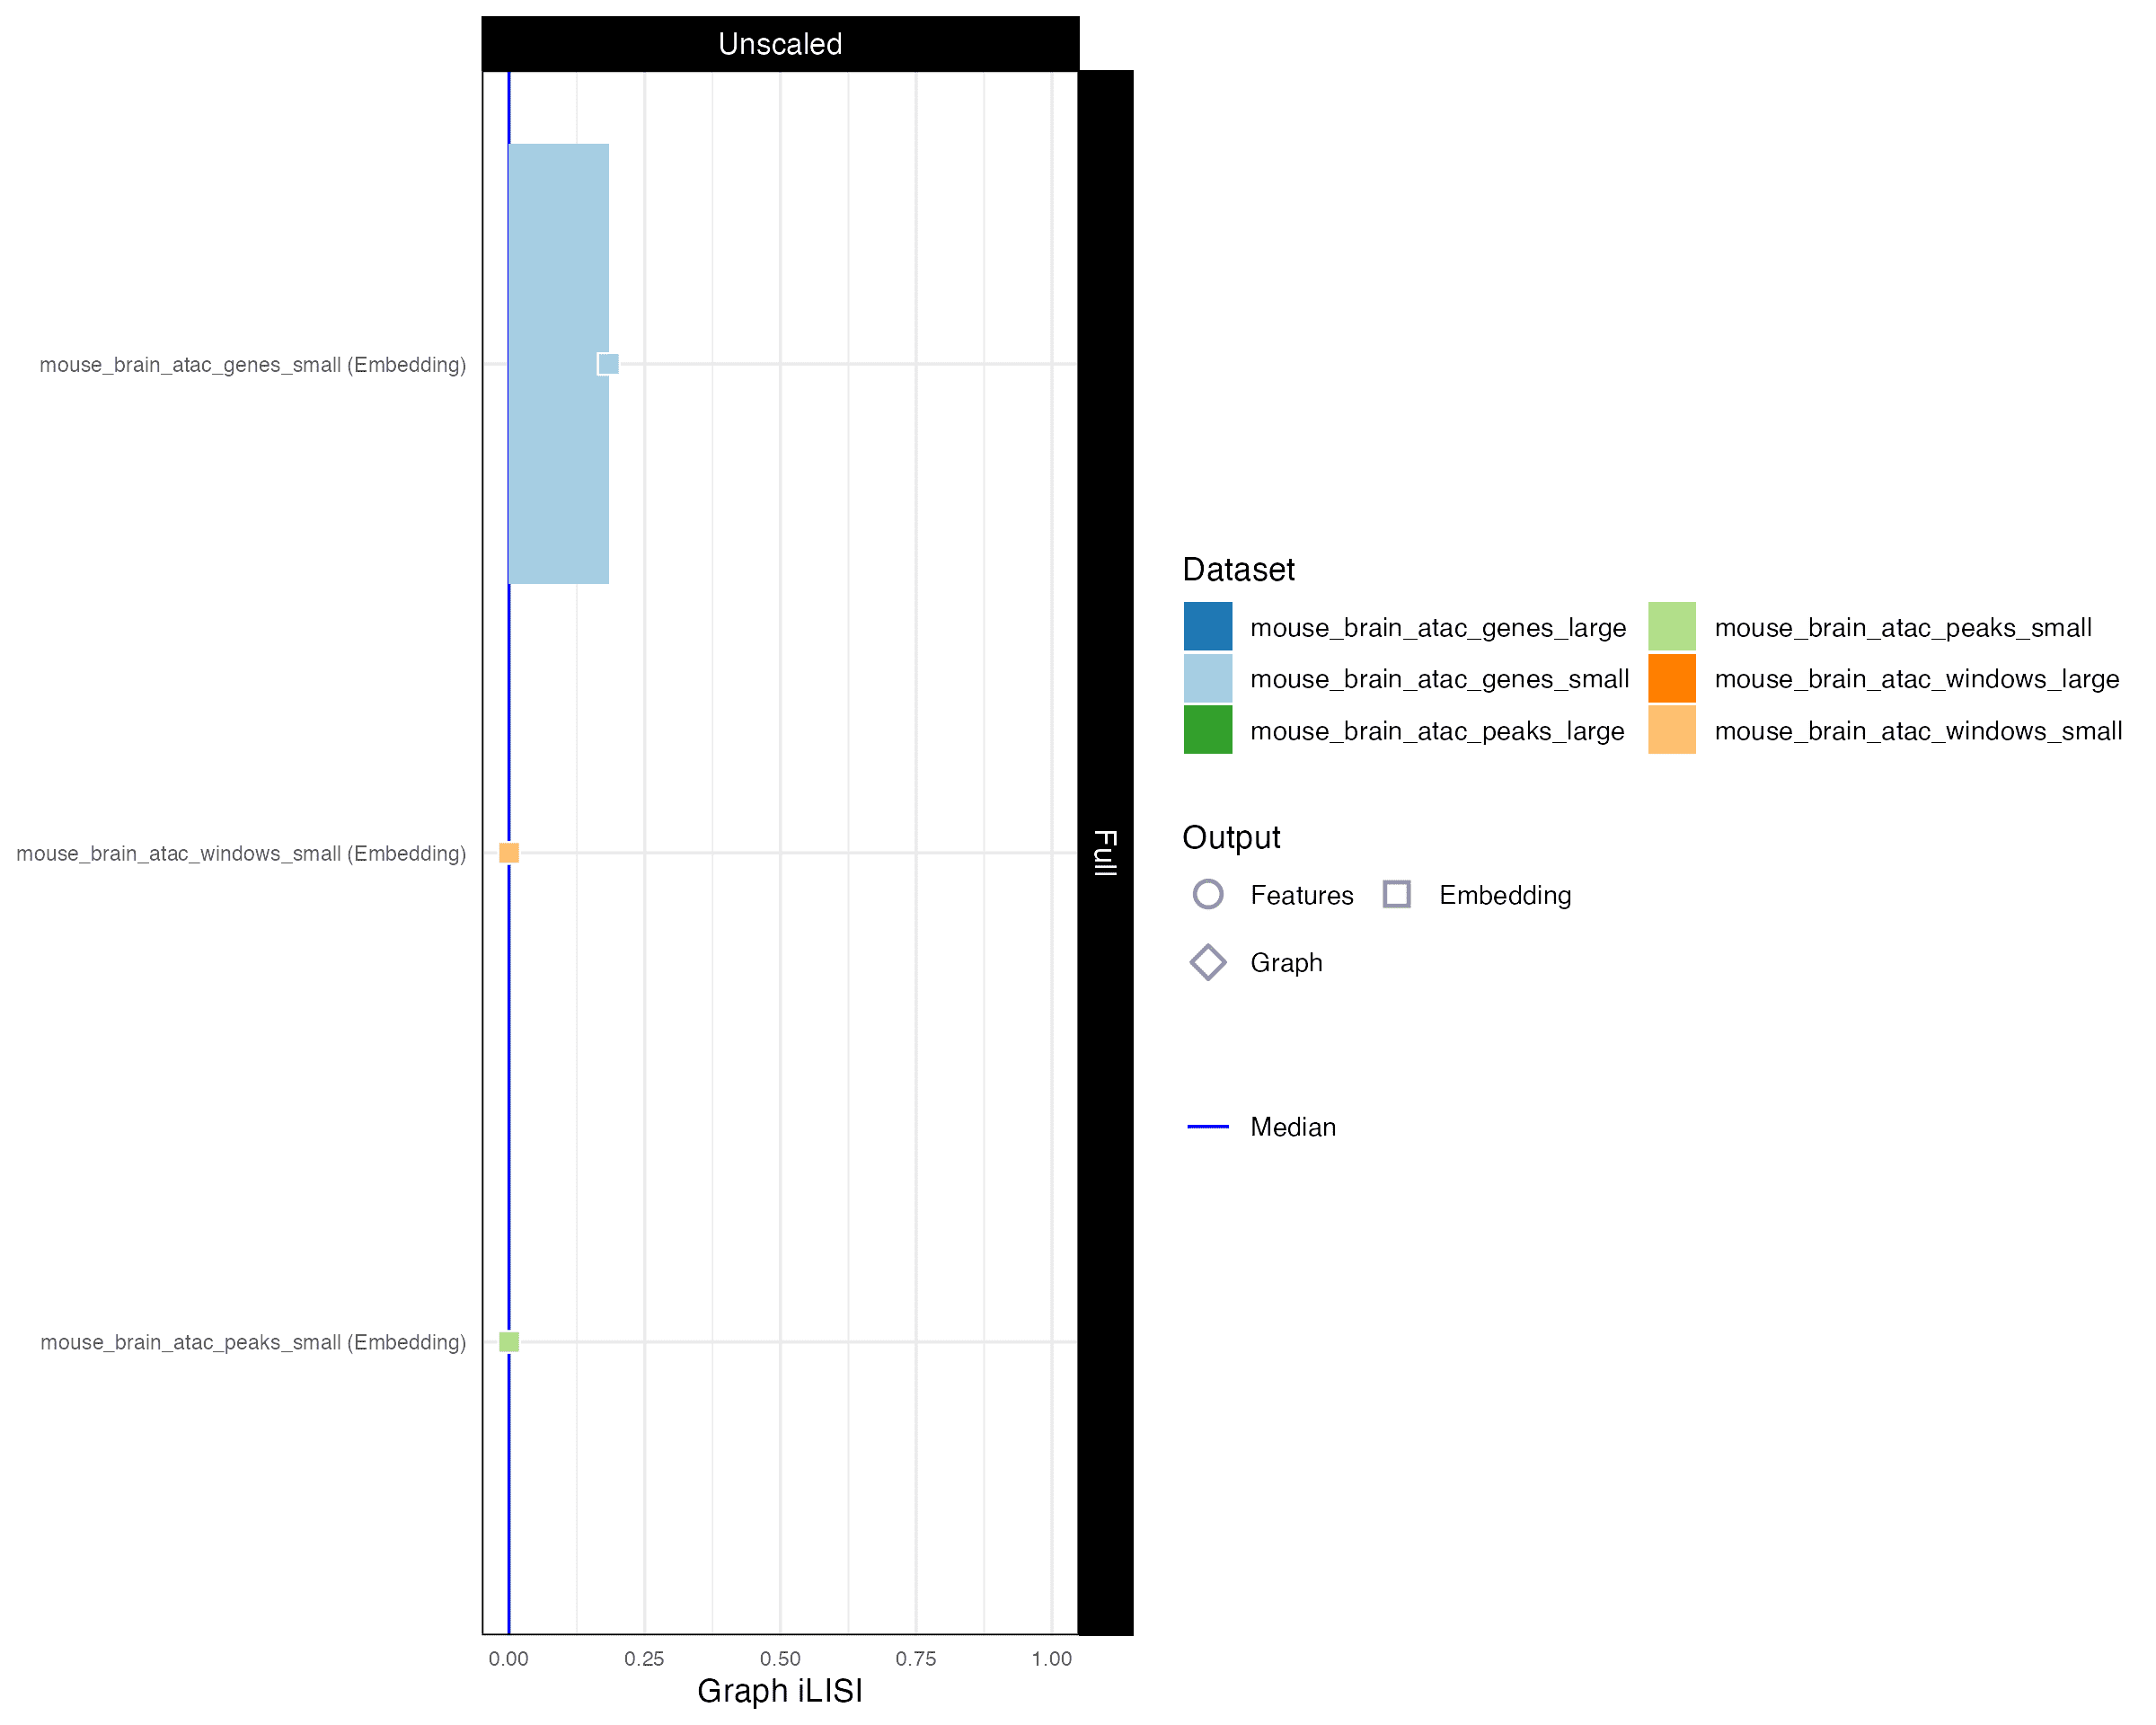 Unscaled
mouse_brain_atac_genes_small (Embedding)
mouse_brain_atac_windows_small (Embedding)
mouse_brain_atac_peaks_small (Embedding)
Full
0.00 0.25 0.50 0.75 1.00
Graph iLISI
Dataset
mouse_brain_atac_genes_large mouse_brain_atac_peaks_small
mouse_brain_atac_genes_small mouse_brain_atac_windows_large
mouse_brain_atac_peaks_large mouse_brain_atac_windows_small
Output
Features Embedding
Graph
Median